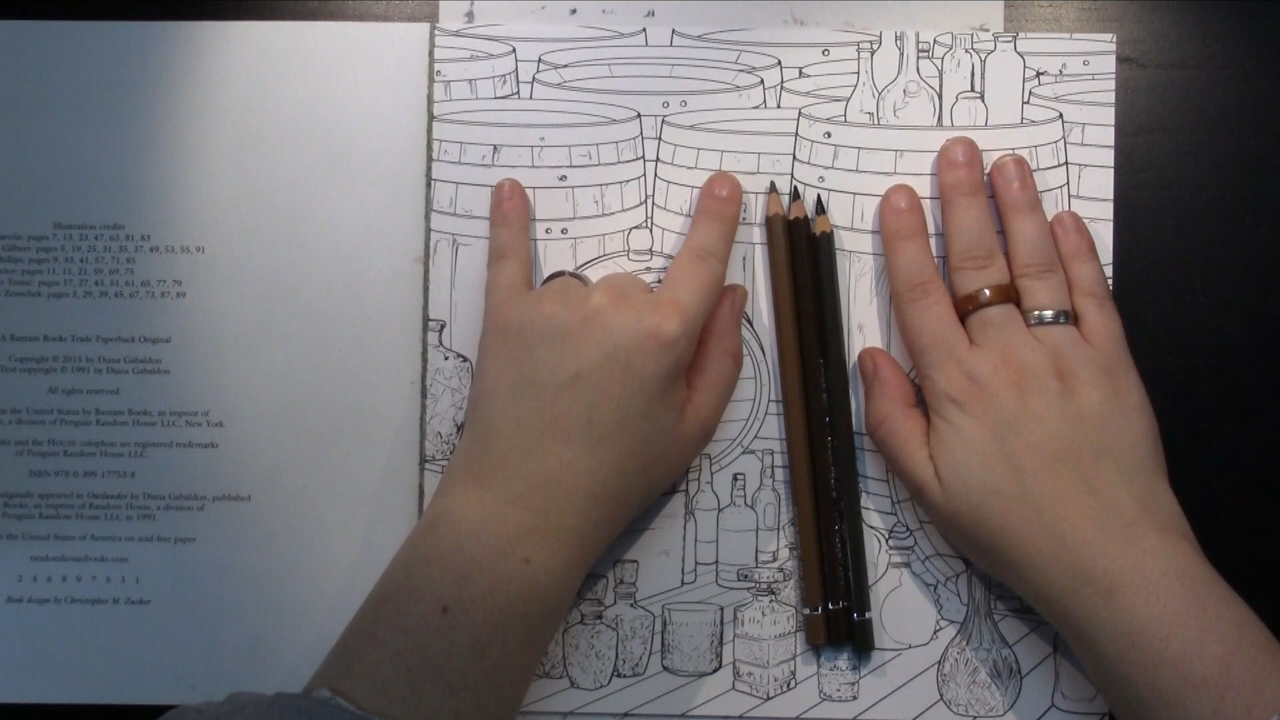 Illustration credits
pages 7, 13, 23, 47, 63, 81, 83
Gilbert: pages 5, 19, 25, 31, 35, 37, 49, 53, 55, 91
pages 9, 33, 41, 57, 71, 85
pages 11, 15, 21, 59, 69, 75
pages 17, 27, 43, 51, 61, 65, 77, 79
pages 3, 29, 39, 45, 67, 73, 87, 89
A Bantam Books Trade Paperback Original
Copyright © 2015 by Diana Gabaldon
Text copyright © 1991 by Diana Gabaldon
All rights reserved.
in the United States by Bantam Books, an imprint of
a division of Penguin Random House LLC, New York.
and the HOUSE colophon are registered trademarks
of Penguin Random House LLC.
ISBN 978-0-399-17753-8
originally appeared in Outlander by Diana Gabaldon, published
Books, an imprint of Random House, a division of
Penguin Random House LLC in 1991.
the United States of America on acid-free paper
randomhousebooks.com
2 4 6 8 9 7 5 3 1
Book design by Christopher M. Zucker